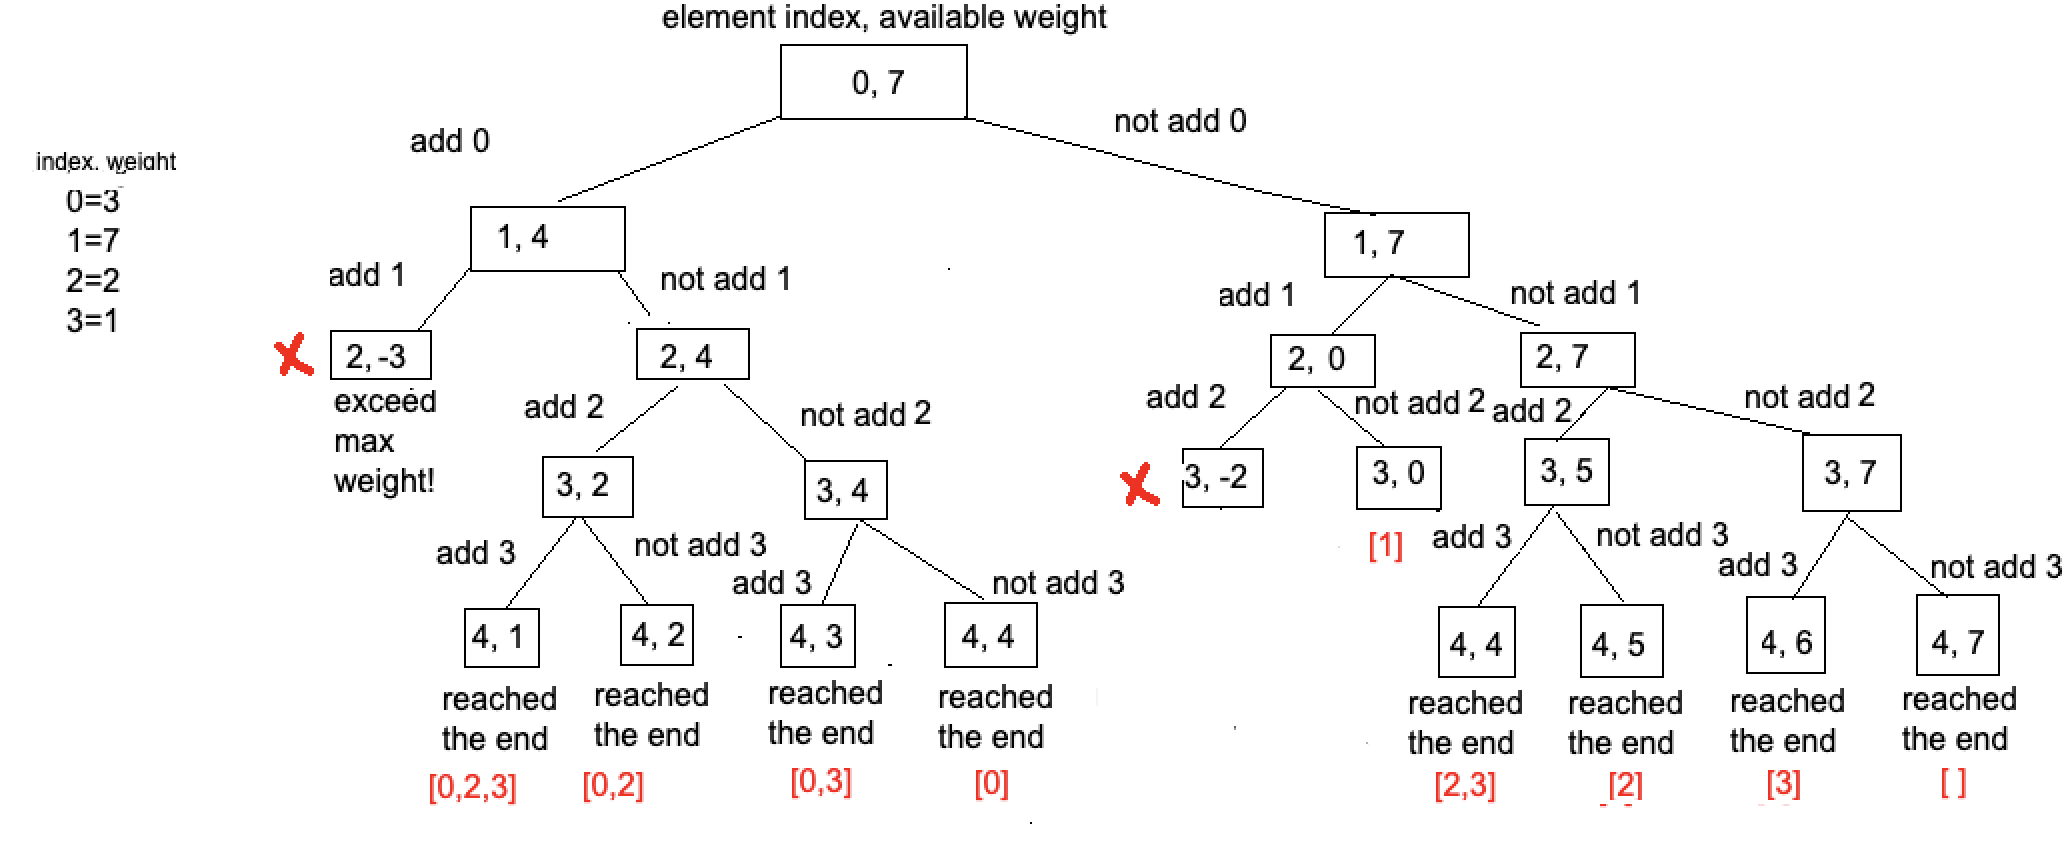 element index, available weight
0, 7
add 0
not add 0
index. weight
0=3
1=7
2=2
3=1
1, 4
1, 7
add 1
not add 1
add 1
not add 1
2, -3
2, 4
2, 0
2, 7
exceed
max
weight!
add 2
not add 2
add 2
not add 2
add 2
not add 2
3, 2
3, 4
3, -2
3, 0
3, 5
3, 7
[1]
add 3
not add 3
add 3
not add 3
add 3
not add 3
add 3
not add 3
4, 1
4, 2
4, 3
4, 4
4, 4
4, 5
4, 6
4, 7
reached
the end
[0,2,3]
reached
the end
[0,2]
reached
the end
[0,3]
reached
the end
[0]
reached
the end
[2,3]
reached
the end
[2]
reached
the end
[3]
reached
the end
[ ]